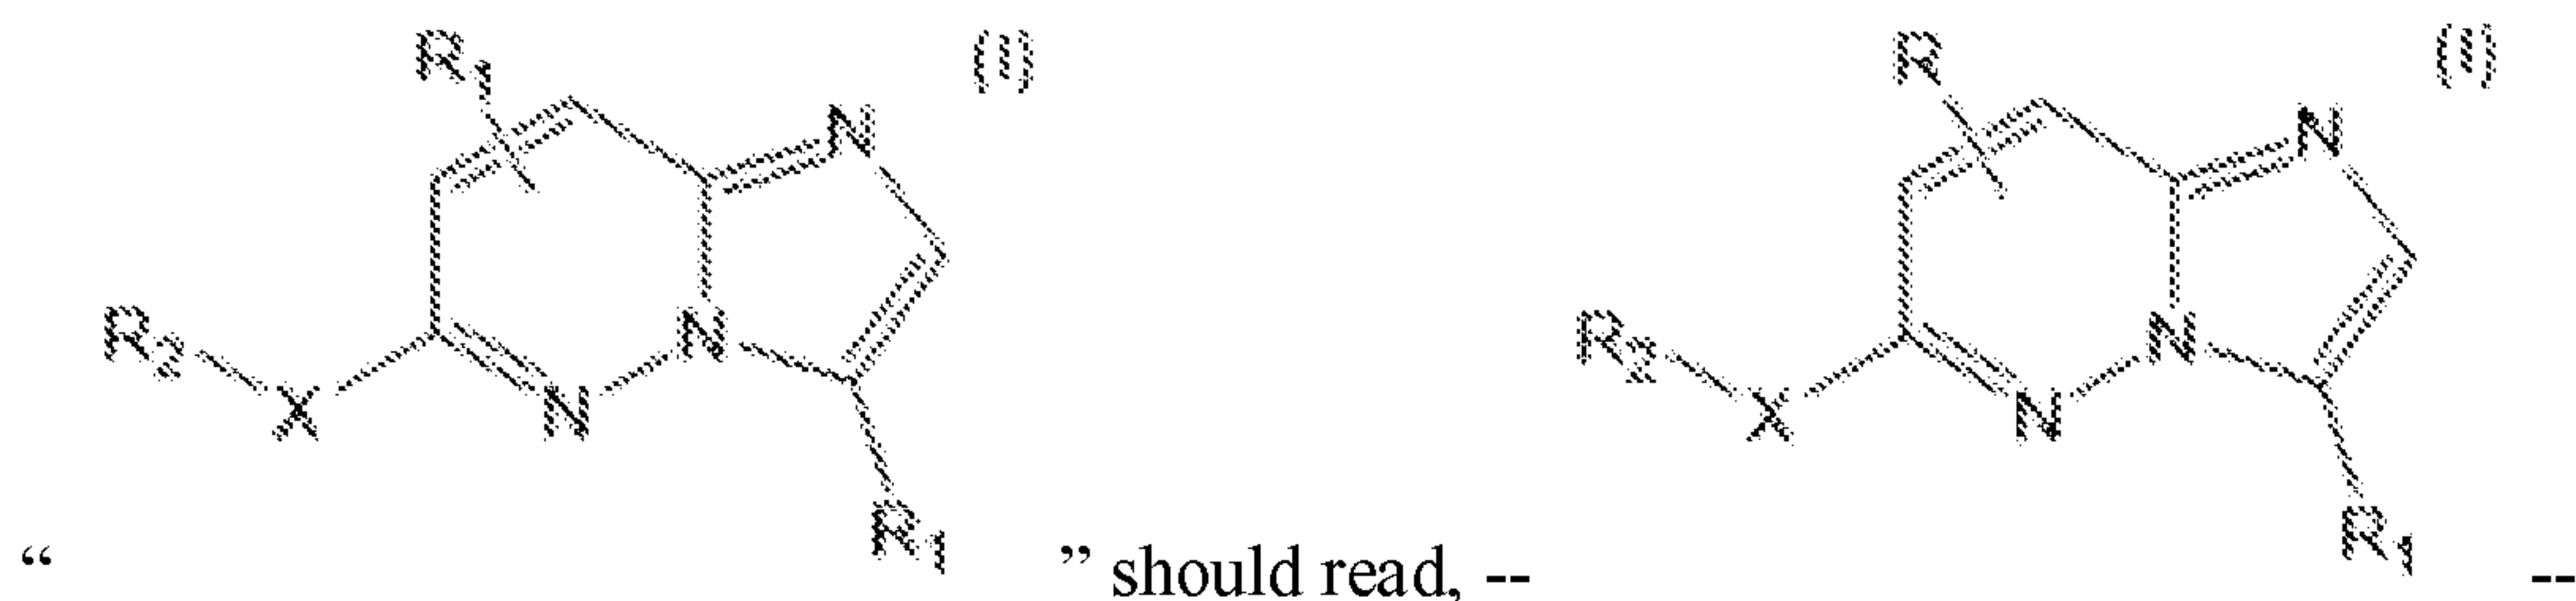 R1 (I) R (I)
N N
R2 N R2 N
X N X N
R1 R1
“ ” should read, -- --